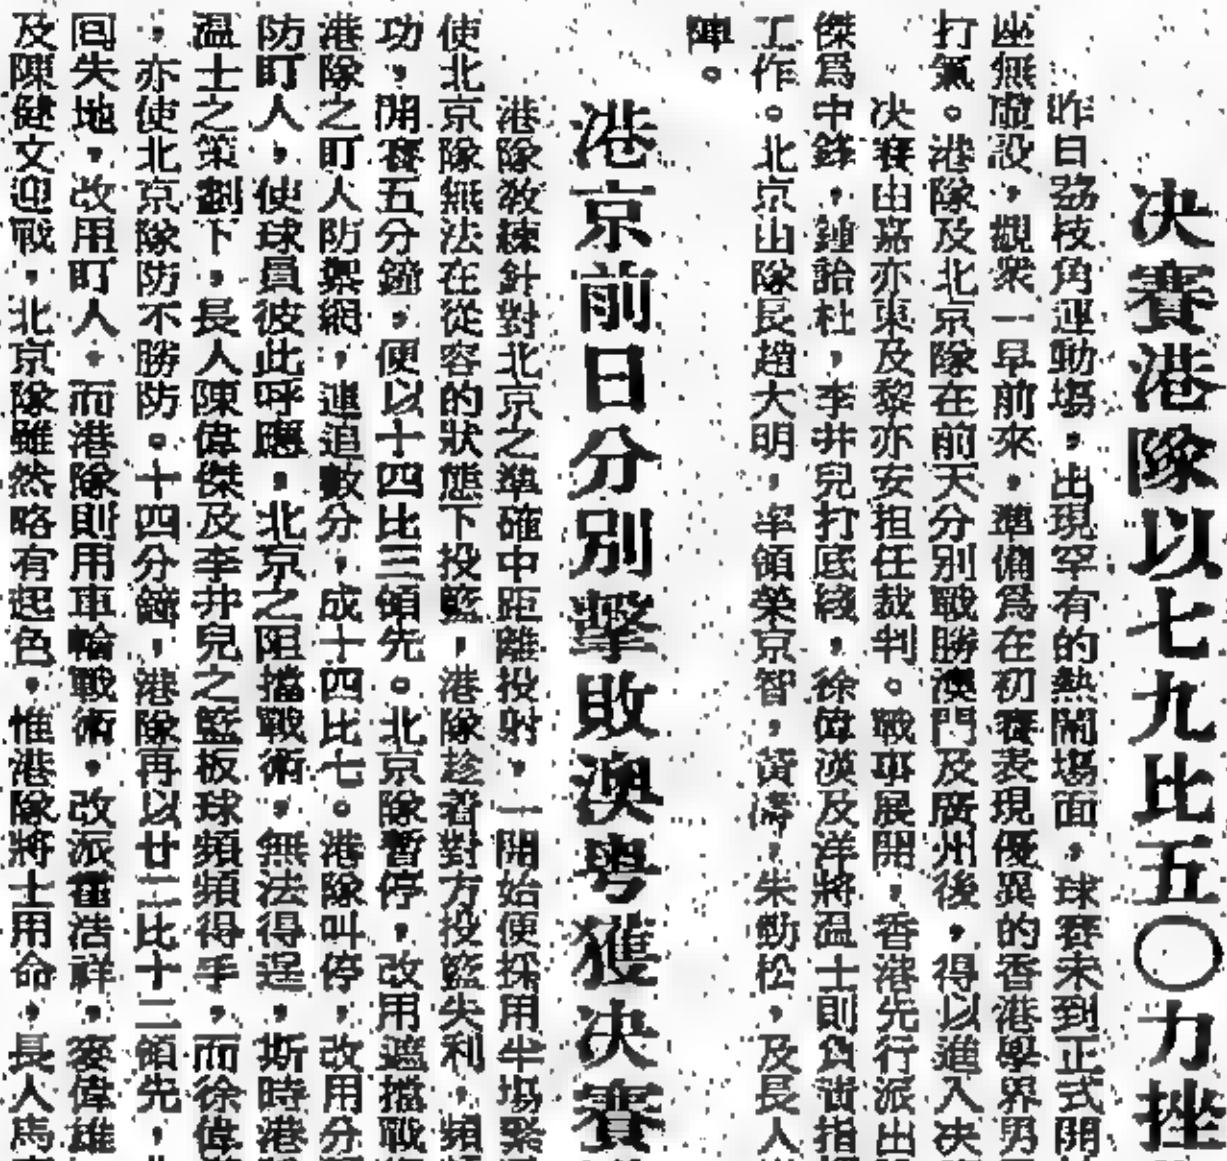 决賽港隊以七九比五〇力挫
昨日荔枝角運動場，出現罕有的熱鬧場面，球賽未到正式開
座無虛設，觀衆一早前來，準備爲在初賽表現優異的香港學界男
打氣。港隊及北京隊在前天分別戰勝澳門及廣州後，得以進入决
决賽由嘉亦東及黎亦安担任裁判。戰事展開，香港先行派出
傑爲中鋒，鍾詒杜，李井兒打底綫，徐偉漢及洋將温士則負責指
工作。北京由隊長趙大明，率領榮京智，黃濤，朱勤松，及長人
陣。
港京前日分別擊敗澳粤獲决賽
港隊教練針對北京之準確中距離投射，一開始便採用半場緊
使北京隊無法在從容的狀態下投籃，港隊趁着對方投籃失利，頻
功，開賽五分鐘，便以十四比三領先。北京隊暫停，改用遮擋戰
港隊之盯人防禦網，連追數分，成十四比七。港隊叫停，改用分
防盯人，使球員彼此呼應，北京之阻擋戰術，無法得逞，斯時港
温士之策劃下，長人陳偉傑及李井兒之籃板球頻頻得手，而徐偉
，亦使北京隊防不勝防。十四分鐘，港隊再以廿二比十二領先，
回失地，改用盯人，而港隊則用車輪戰術，改派董浩祥，麥偉雄
及陳健文迎戰，北京隊雖然略有起色，惟港隊將士用命，長人馬